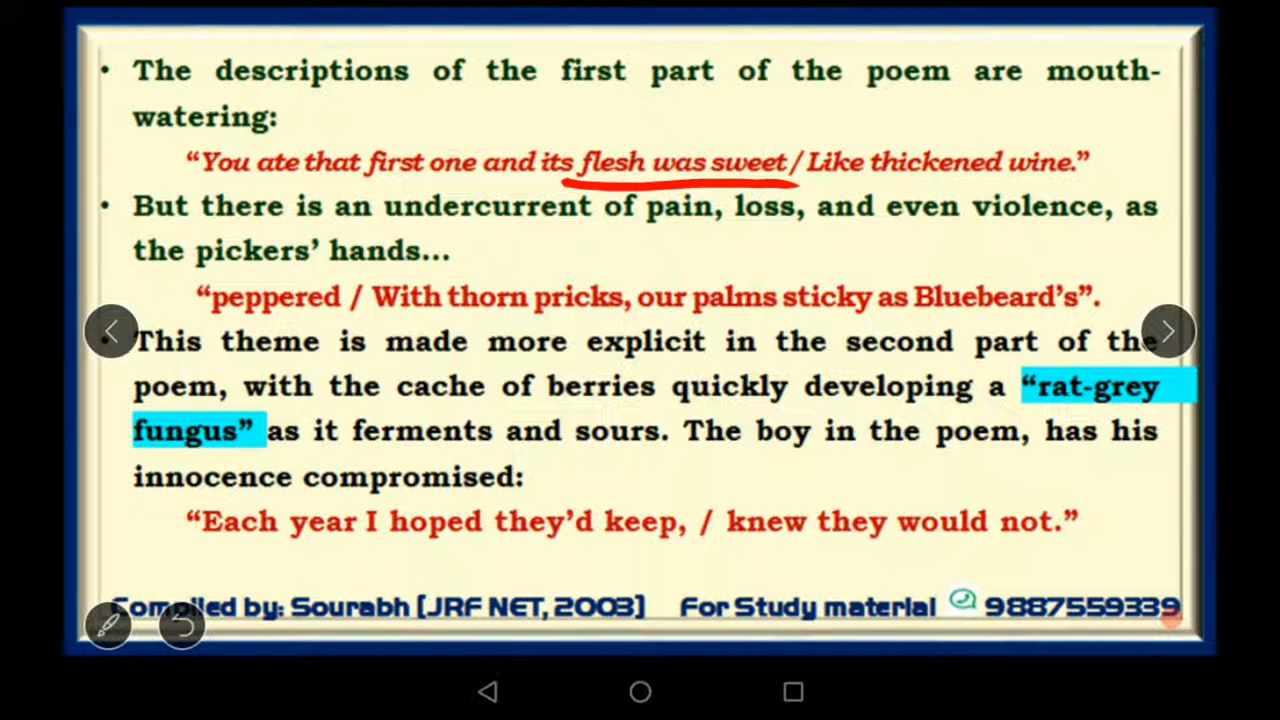 • The descriptions of the first part of the poem are mouth-
watering:
“You ate that first one and its flesh was sweet/Like thickened wine.”
• But there is an undercurrent of pain, loss, and even violence, as
the pickers’ hands...
“peppered / With thorn pricks, our palms sticky as Bluebeard’s”.
• This theme is made more explicit in the second part of the
poem, with the cache of berries quickly developing a “rat-grey
fungus” as it ferments and sours. The boy in the poem, has his
innocence compromised:
“Each year I hoped they’d keep, / knew they would not.”
Compiled by: Sourabh [JRF NET, 2003] For Study material 9887559339